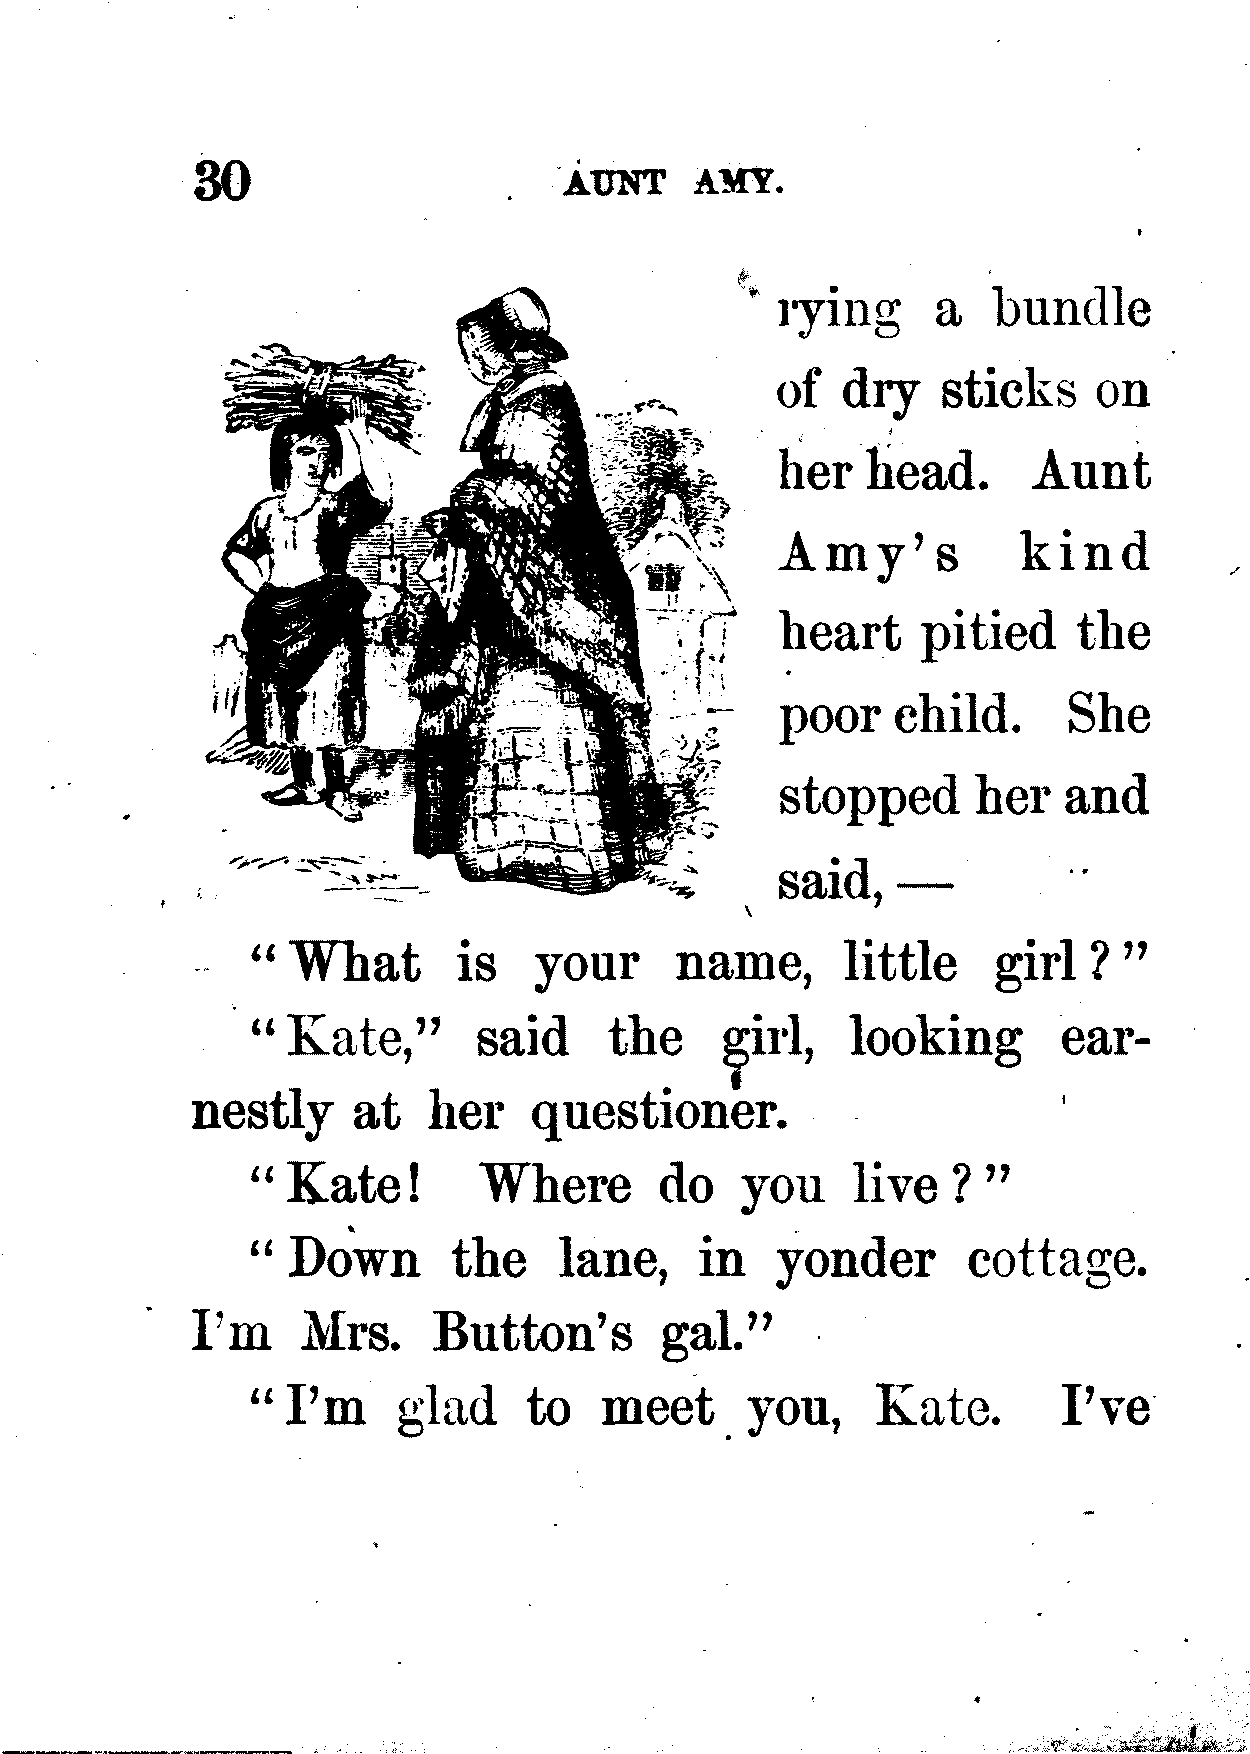 30 AUNT AMY.
rying a bundle
of dry sticks on
her head. Aunt
Amy's kind
heart pitied the
poor child. She
stopped her and
said, —
" What is your name, little girl ? "
" Kate," said the girl, looking ear-
nestly at her questioner.
" Kate! Where do you live ? "
" Down the lane, in yonder cottage.
I'm Mrs. Button's gal."
" I'm glad to meet you, Kate. I've